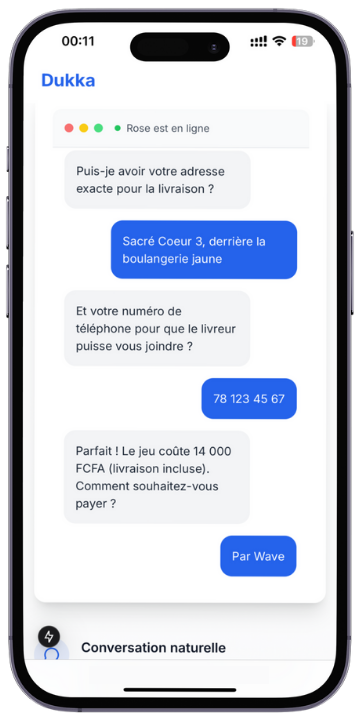 00:11
19
Dukka
Rose est en ligne
Puis-je avoir votre adresse
exacte pour la livraison ?
Sacré Coeur 3, derrière la
boulangerie jaune
Et votre numéro de
téléphone pour que le livreur
puisse vous joindre ?
78 123 45 67
Parfait ! Le jeu coûte 14 000
FCFA (livraison incluse).
Comment souhaitez-vous
payer ?
Par Wave
Conversation naturelle